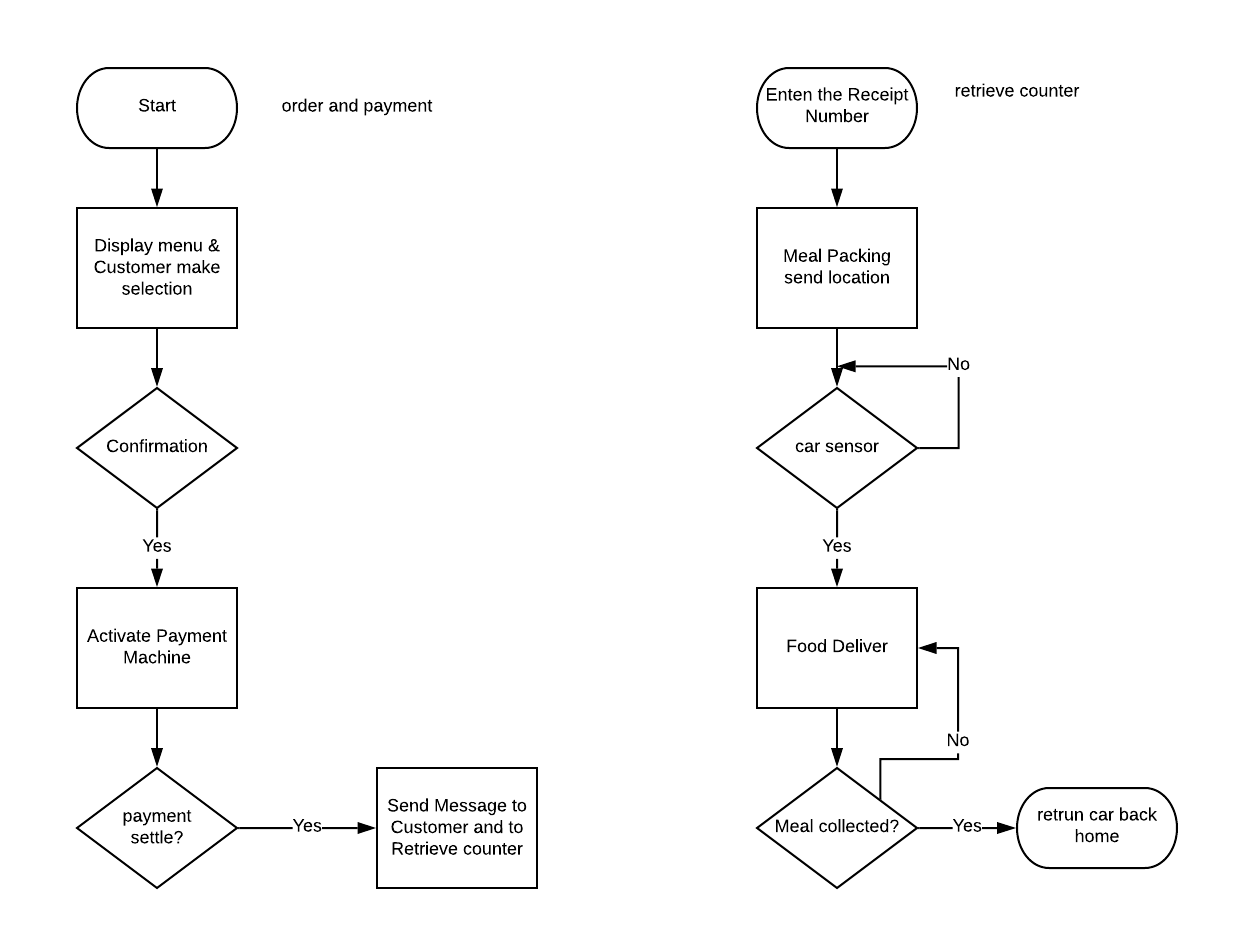 Start
order and payment
Display menu &
Customer make
selection
Confirmation
Yes
Activate Payment
Machine
payment
settle?
Yes
Send Message to
Customer and to
Retrieve counter
Enten the Receipt
Number
retrieve counter
Meal Packing
send location
No
car sensor
Yes
Food Deliver
No
Meal collected?
Yes
retrun car back
home